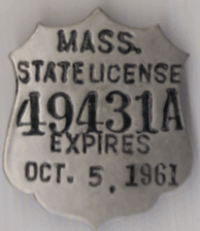 MASS.
STATE LICENSE
49431A
EXPIRES
OCT. 5, 1961